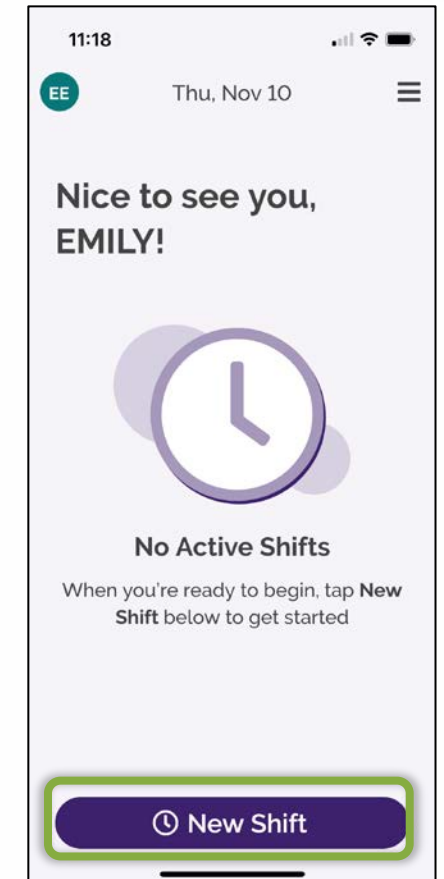 11:18
EE
Thu, Nov 10
Nice to see you,
EMILY!
No Active Shifts
When you're ready to begin, tap New
Shift below to get started
New Shift